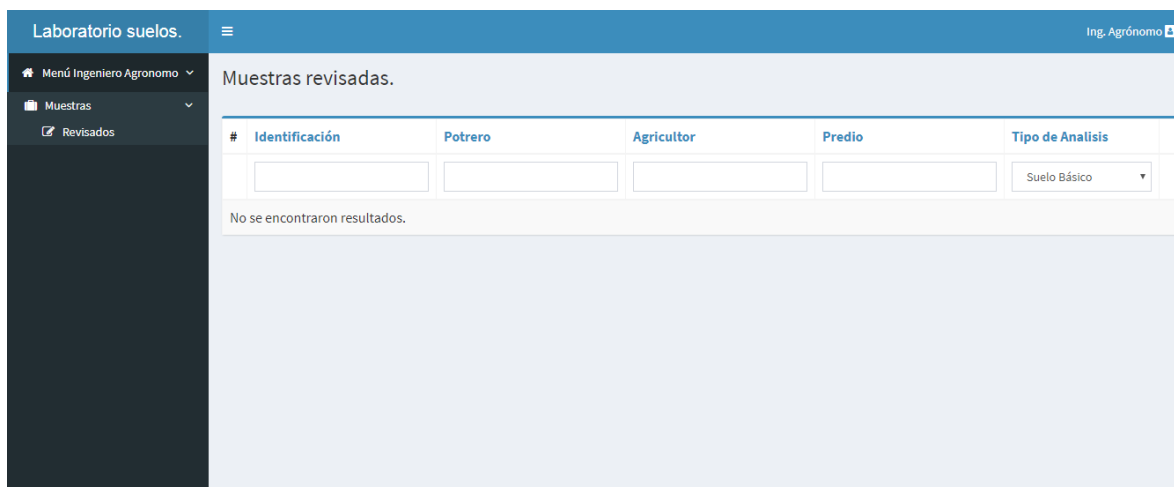 Laboratorio suelos.
Ing. Agrónomo
Menú Ingeniero Agronomo
Muestras
Revisados
Muestras revisadas.
# Identificación Potrero Agricultor Predio Tipo de Analisis
Suelo Básico
No se encontraron resultados.